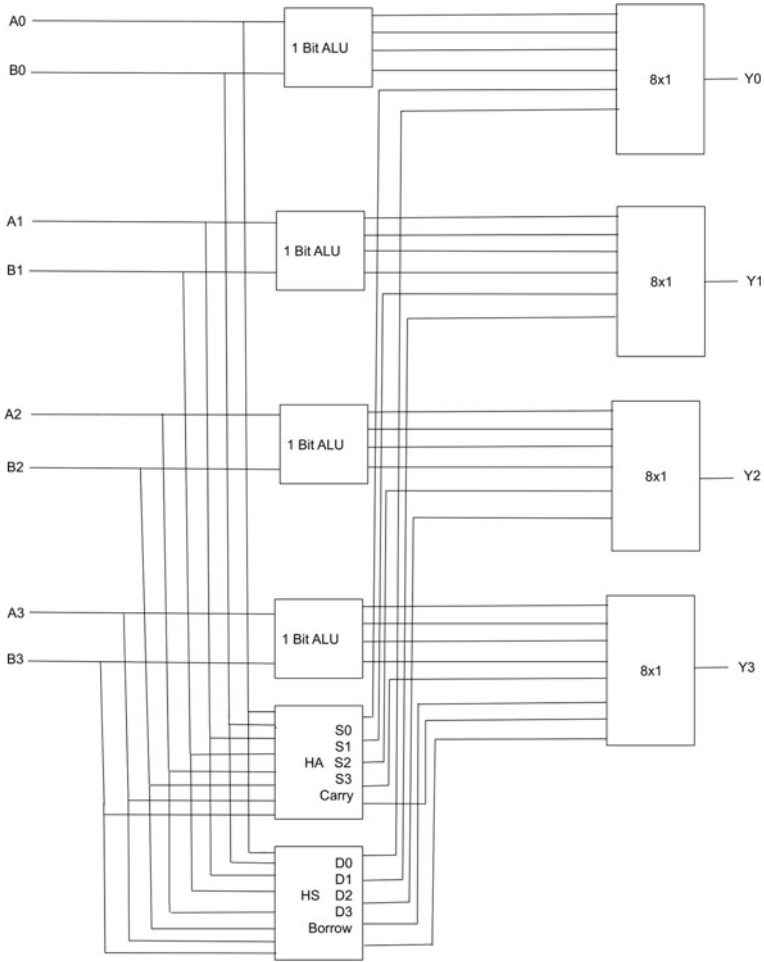 A0
1 Bit ALU
B0
8x1
Y0
A1
1 Bit ALU
B1
8x1
Y1
A2
1 Bit ALU
B2
8x1
Y2
A3
1 Bit ALU
B3
8x1
Y3
S0
S1
HA S2
S3
Carry
D0
D1
HS D2
D3
Borrow